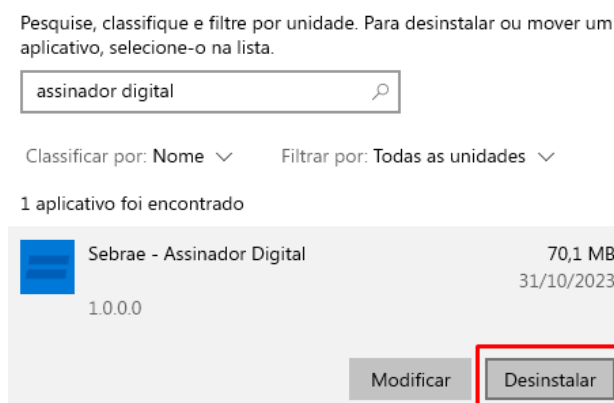 Pesquise, classifique e filtre por unidade. Para desinstalar ou mover um
aplicativo, selecione-o na lista.
assinador digital
Classificar por: Nome Filtrar por: Todas as unidades
1 aplicativo foi encontrado
Sebrae - Assinador Digital 70,1 MB
31/10/2023
1.0.0.0
Modificar Desinstalar